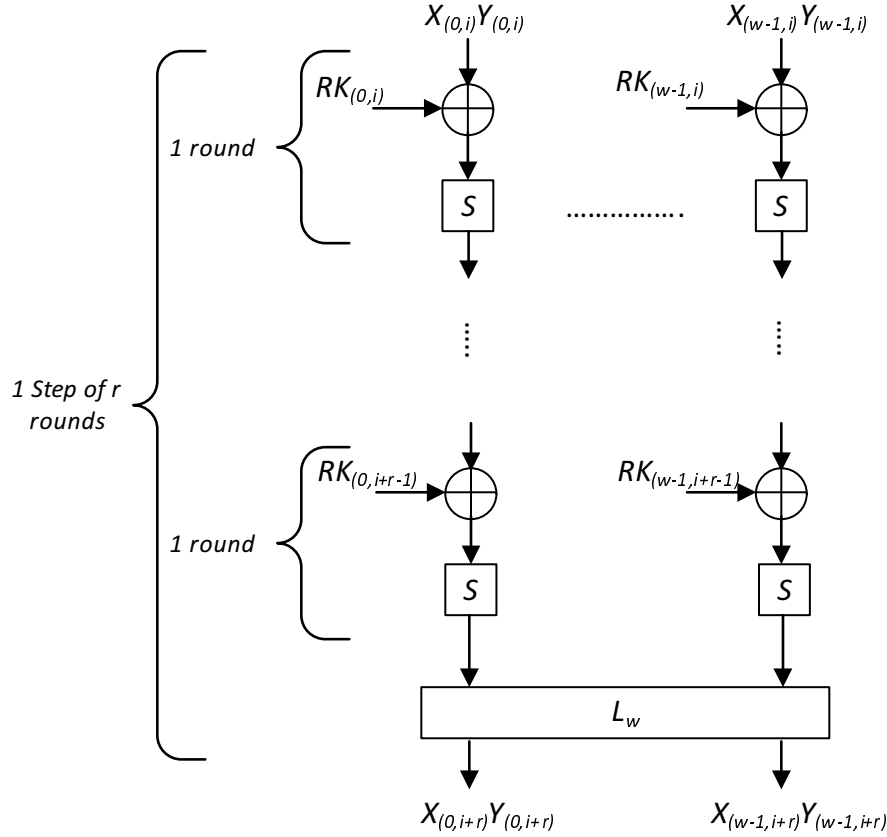 X(0,i)Y(0,i) X(w-1,i)Y(w-1,i)
RK(0,i) RK(w-1,i)
1 round
S ................ S
1 Step of r
rounds
RK(0,i+r-1) RK(w-1,i+r-1)
1 round
S S
Lw
X(0,i+r)Y(0,i+r) X(w-1,i+r)Y(w-1,i+r)